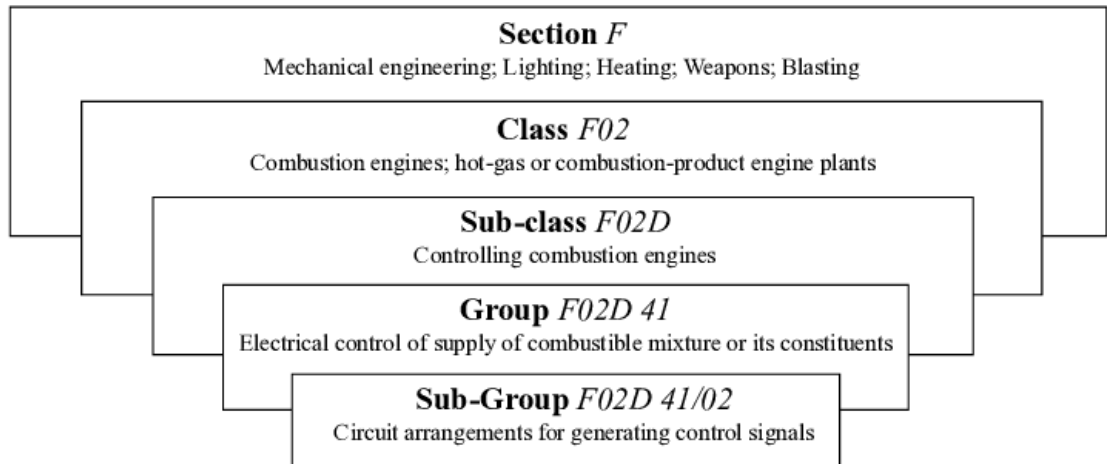 Section F
Mechanical engineering; Lighting; Heating; Weapons; Blasting
Class F02
Combustion engines; hot-gas or combustion-product engine plants
Sub-class F02D
Controlling combustion engines
Group F02D 41
Electrical control of supply of combustible mixture or its constituents
Sub-Group F02D 41/02
Circuit arrangements for generating control signals